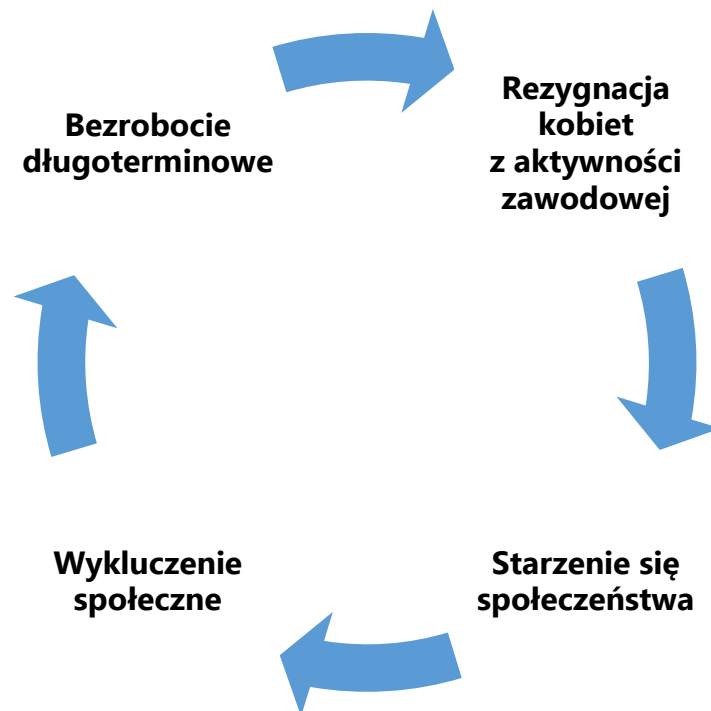 Bezrobocie
długoterminowe
Rezygnacja
kobiet
z aktywności
zawodowej
Starzenie się
społeczeństwa
Wykluczenie
społeczne